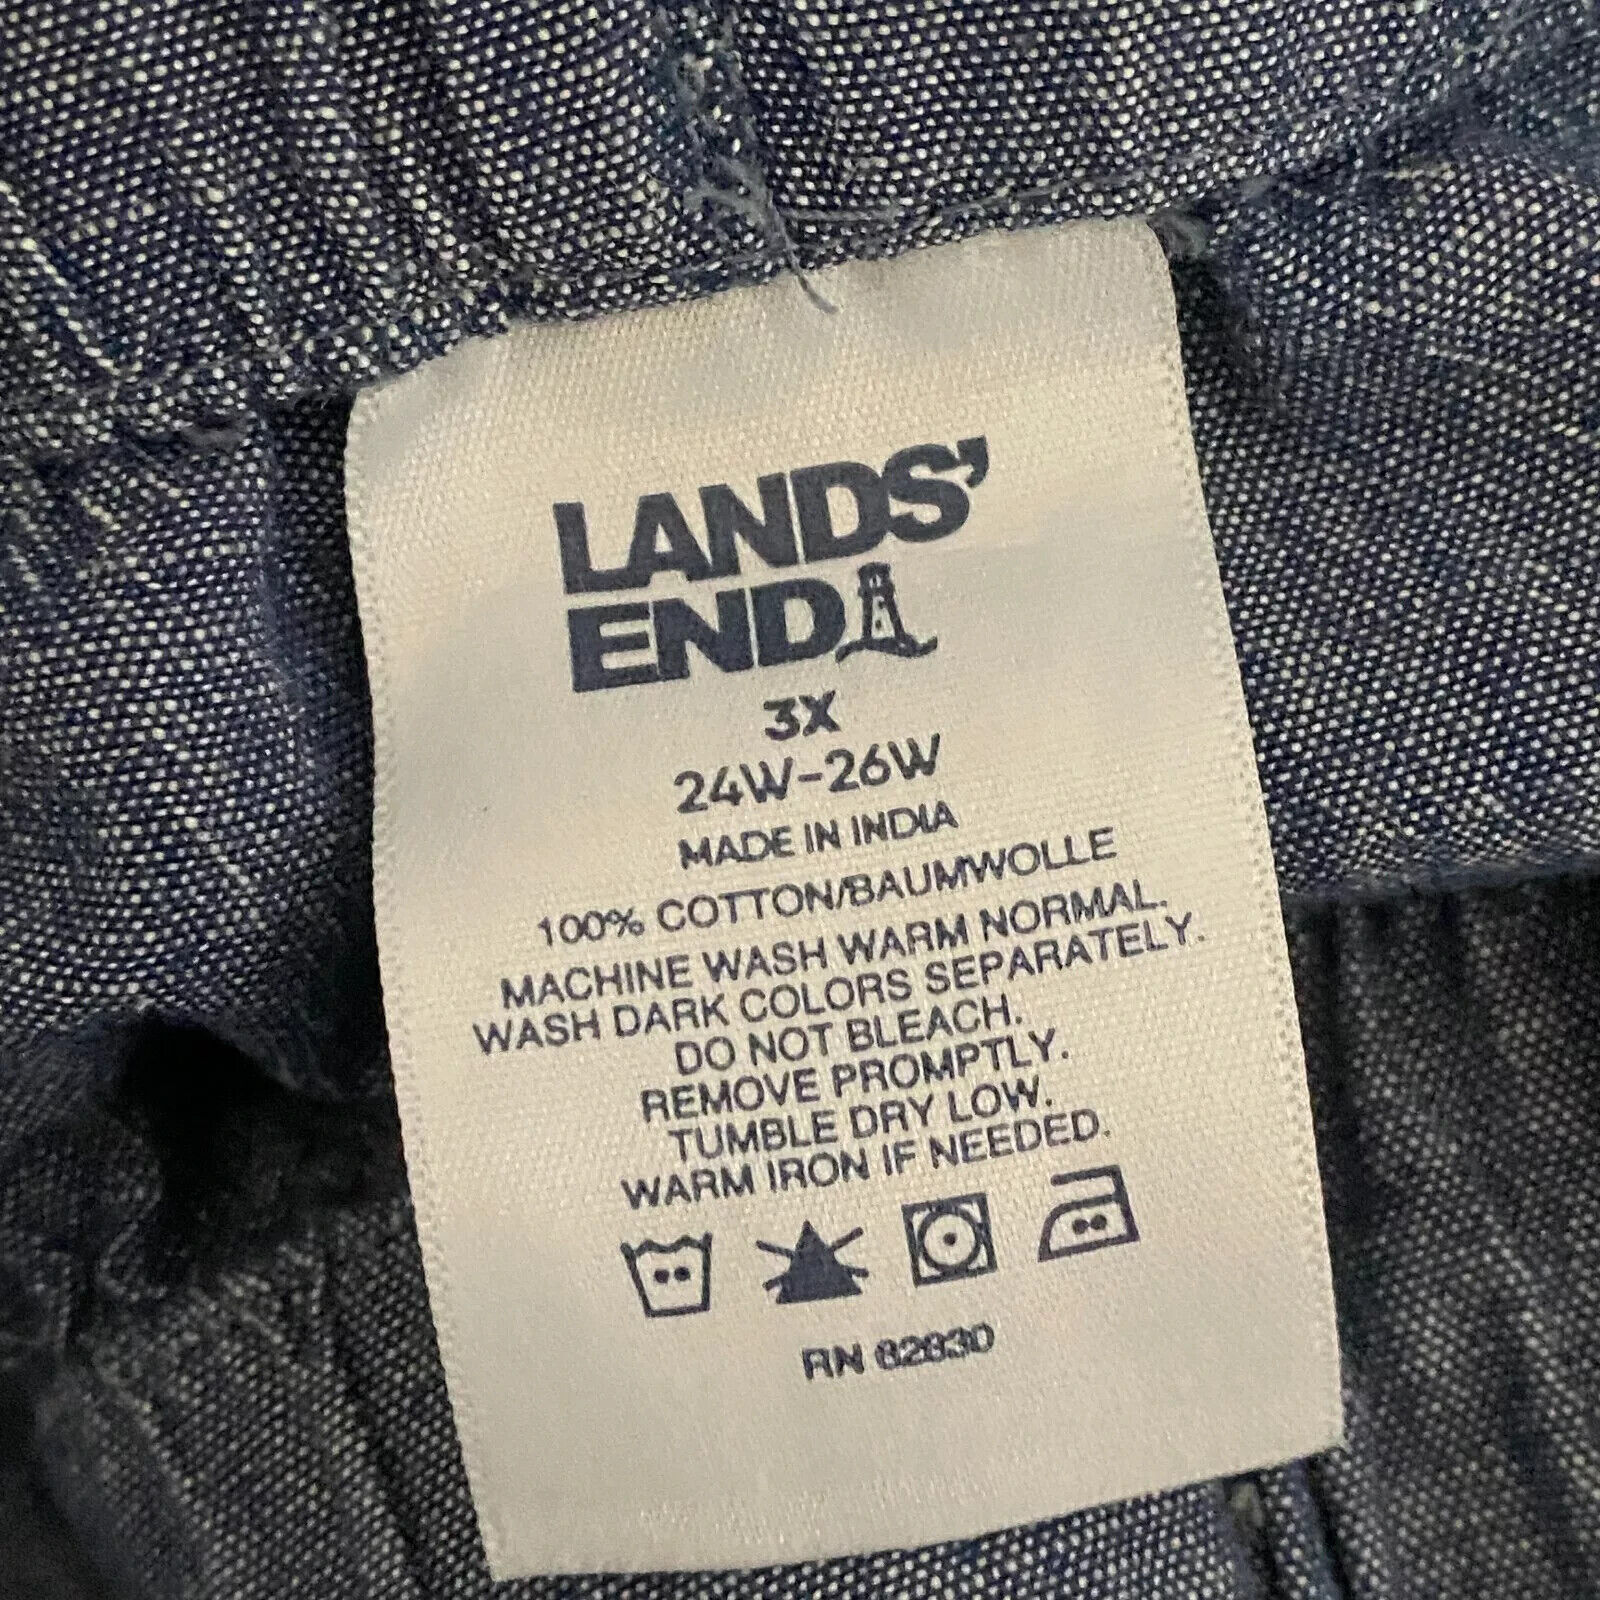 LANDS'
END
3X
24W-26W
MADE IN INDIA
100% COTTON/BAUMWOLLE
MACHINE WASH WARM NORMAL.
WASH DARK COLORS SEPARATELY.
DO NOT BLEACH.
REMOVE PROMPTLY.
TUMBLE DRY LOW.
WARM IRON IF NEEDED.
RN 82830